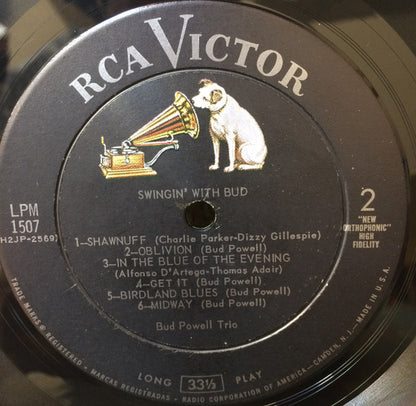 RCA VICTOR
SWINGIN' WITH BUD
LPM
1507
(H2JP-2569)
2
"NEW
ORTHOPHONIC"
HIGH
FIDELITY
1—SHAWNUFF (Charlie Parker-Dizzy Gillespie)
2—OBLIVION (Bud Powell)
3—IN THE BLUE OF THE EVENING
(Alfonso D'Artega-Thomas Adair)
4—GET IT (Bud Powell)
5—BIRDLAND BLUES (Bud Powell)
6—MIDWAY (Bud Powell)
Bud Powell Trio
LONG 33⅓ PLAY
TRADE MARKS ® REGISTERED • MARCAS REGISTRADAS • RADIO CORPORATION OF AMERICA—CAMDEN, N.J.—MADE IN U.S.A.